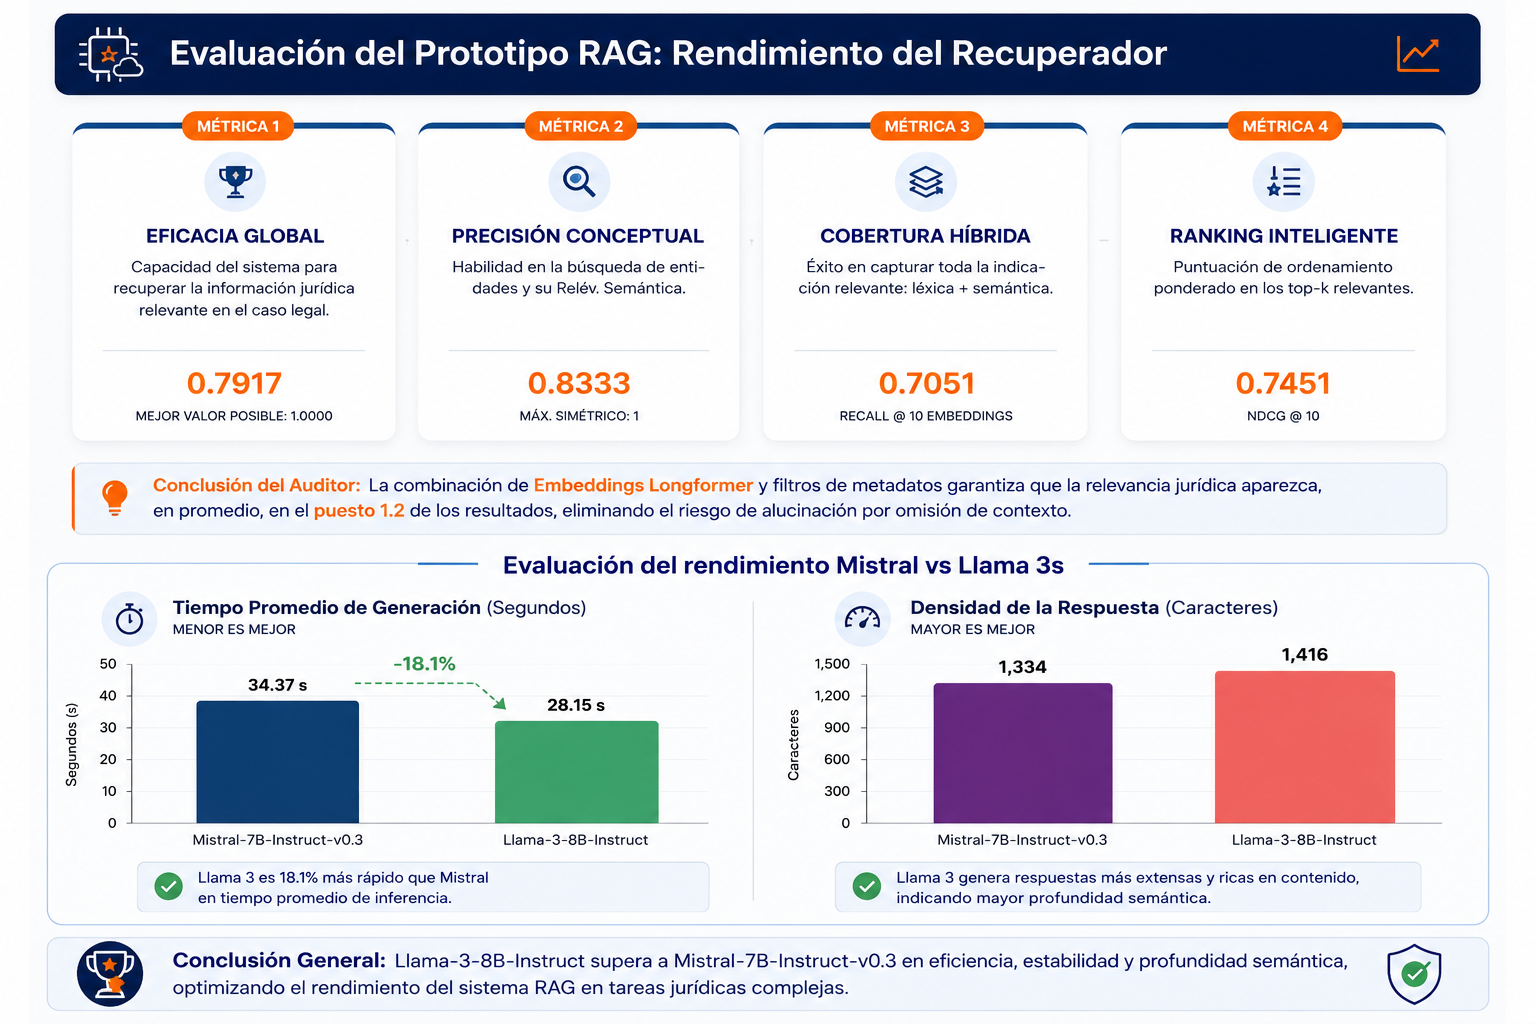 Evaluación del Prototipo RAG: Rendimiento del Recuperador
MÉTRICA 1
EFICACIA GLOBAL
Capacidad del sistema para
recuperar la información jurídica
relevante en el caso legal.
0.7917
MEJOR VALOR POSIBLE: 1.0000
MÉTRICA 2
PRECISIÓN CONCEPTUAL
Habilidad en la búsqueda de enti-
dades y su Relév. Semántica.
0.8333
MÁX. SIMÉTRICO: 1
MÉTRICA 3
COBERTURA HÍBRIDA
Éxito en capturar toda la indica-
ción relevante: léxica + semántica.
0.7051
RECALL @ 10 EMBEDDINGS
MÉTRICA 4
RANKING INTELIGENTE
Puntuación de ordenamiento
ponderado en los top-k relevantes.
0.7451
NDCG @ 10
Conclusión del Auditor: La combinación de Embeddings Longformer y filtros de metadatos garantiza que la relevancia jurídica aparezca,
en promedio, en el puesto 1.2 de los resultados, eliminando el riesgo de alucinación por omisión de contexto.
Evaluación del rendimiento Mistral vs Llama 3s
Tiempo Promedio de Generación (Segundos)
MENOR ES MEJOR
Segundos (s)
50
40
30
20
10
0
34.37 s
-18.1%
28.15 s
Mistral-7B-Instruct-v0.3
Llama-3-8B-Instruct
Llama 3 es 18.1% más rápido que Mistral
en tiempo promedio de inferencia.
Densidad de la Respuesta (Caracteres)
MAYOR ES MEJOR
Caracteres
1,500
1,200
900
600
300
0
1,334
1,416
Mistral-7B-Instruct-v0.3
Llama-3-8B-Instruct
Llama 3 genera respuestas más extensas y ricas en contenido,
indicando mayor profundidad semántica.
Conclusión General: Llama-3-8B-Instruct supera a Mistral-7B-Instruct-v0.3 en eficiencia, estabilidad y profundidad semántica,
optimizando el rendimiento del sistema RAG en tareas jurídicas complejas.